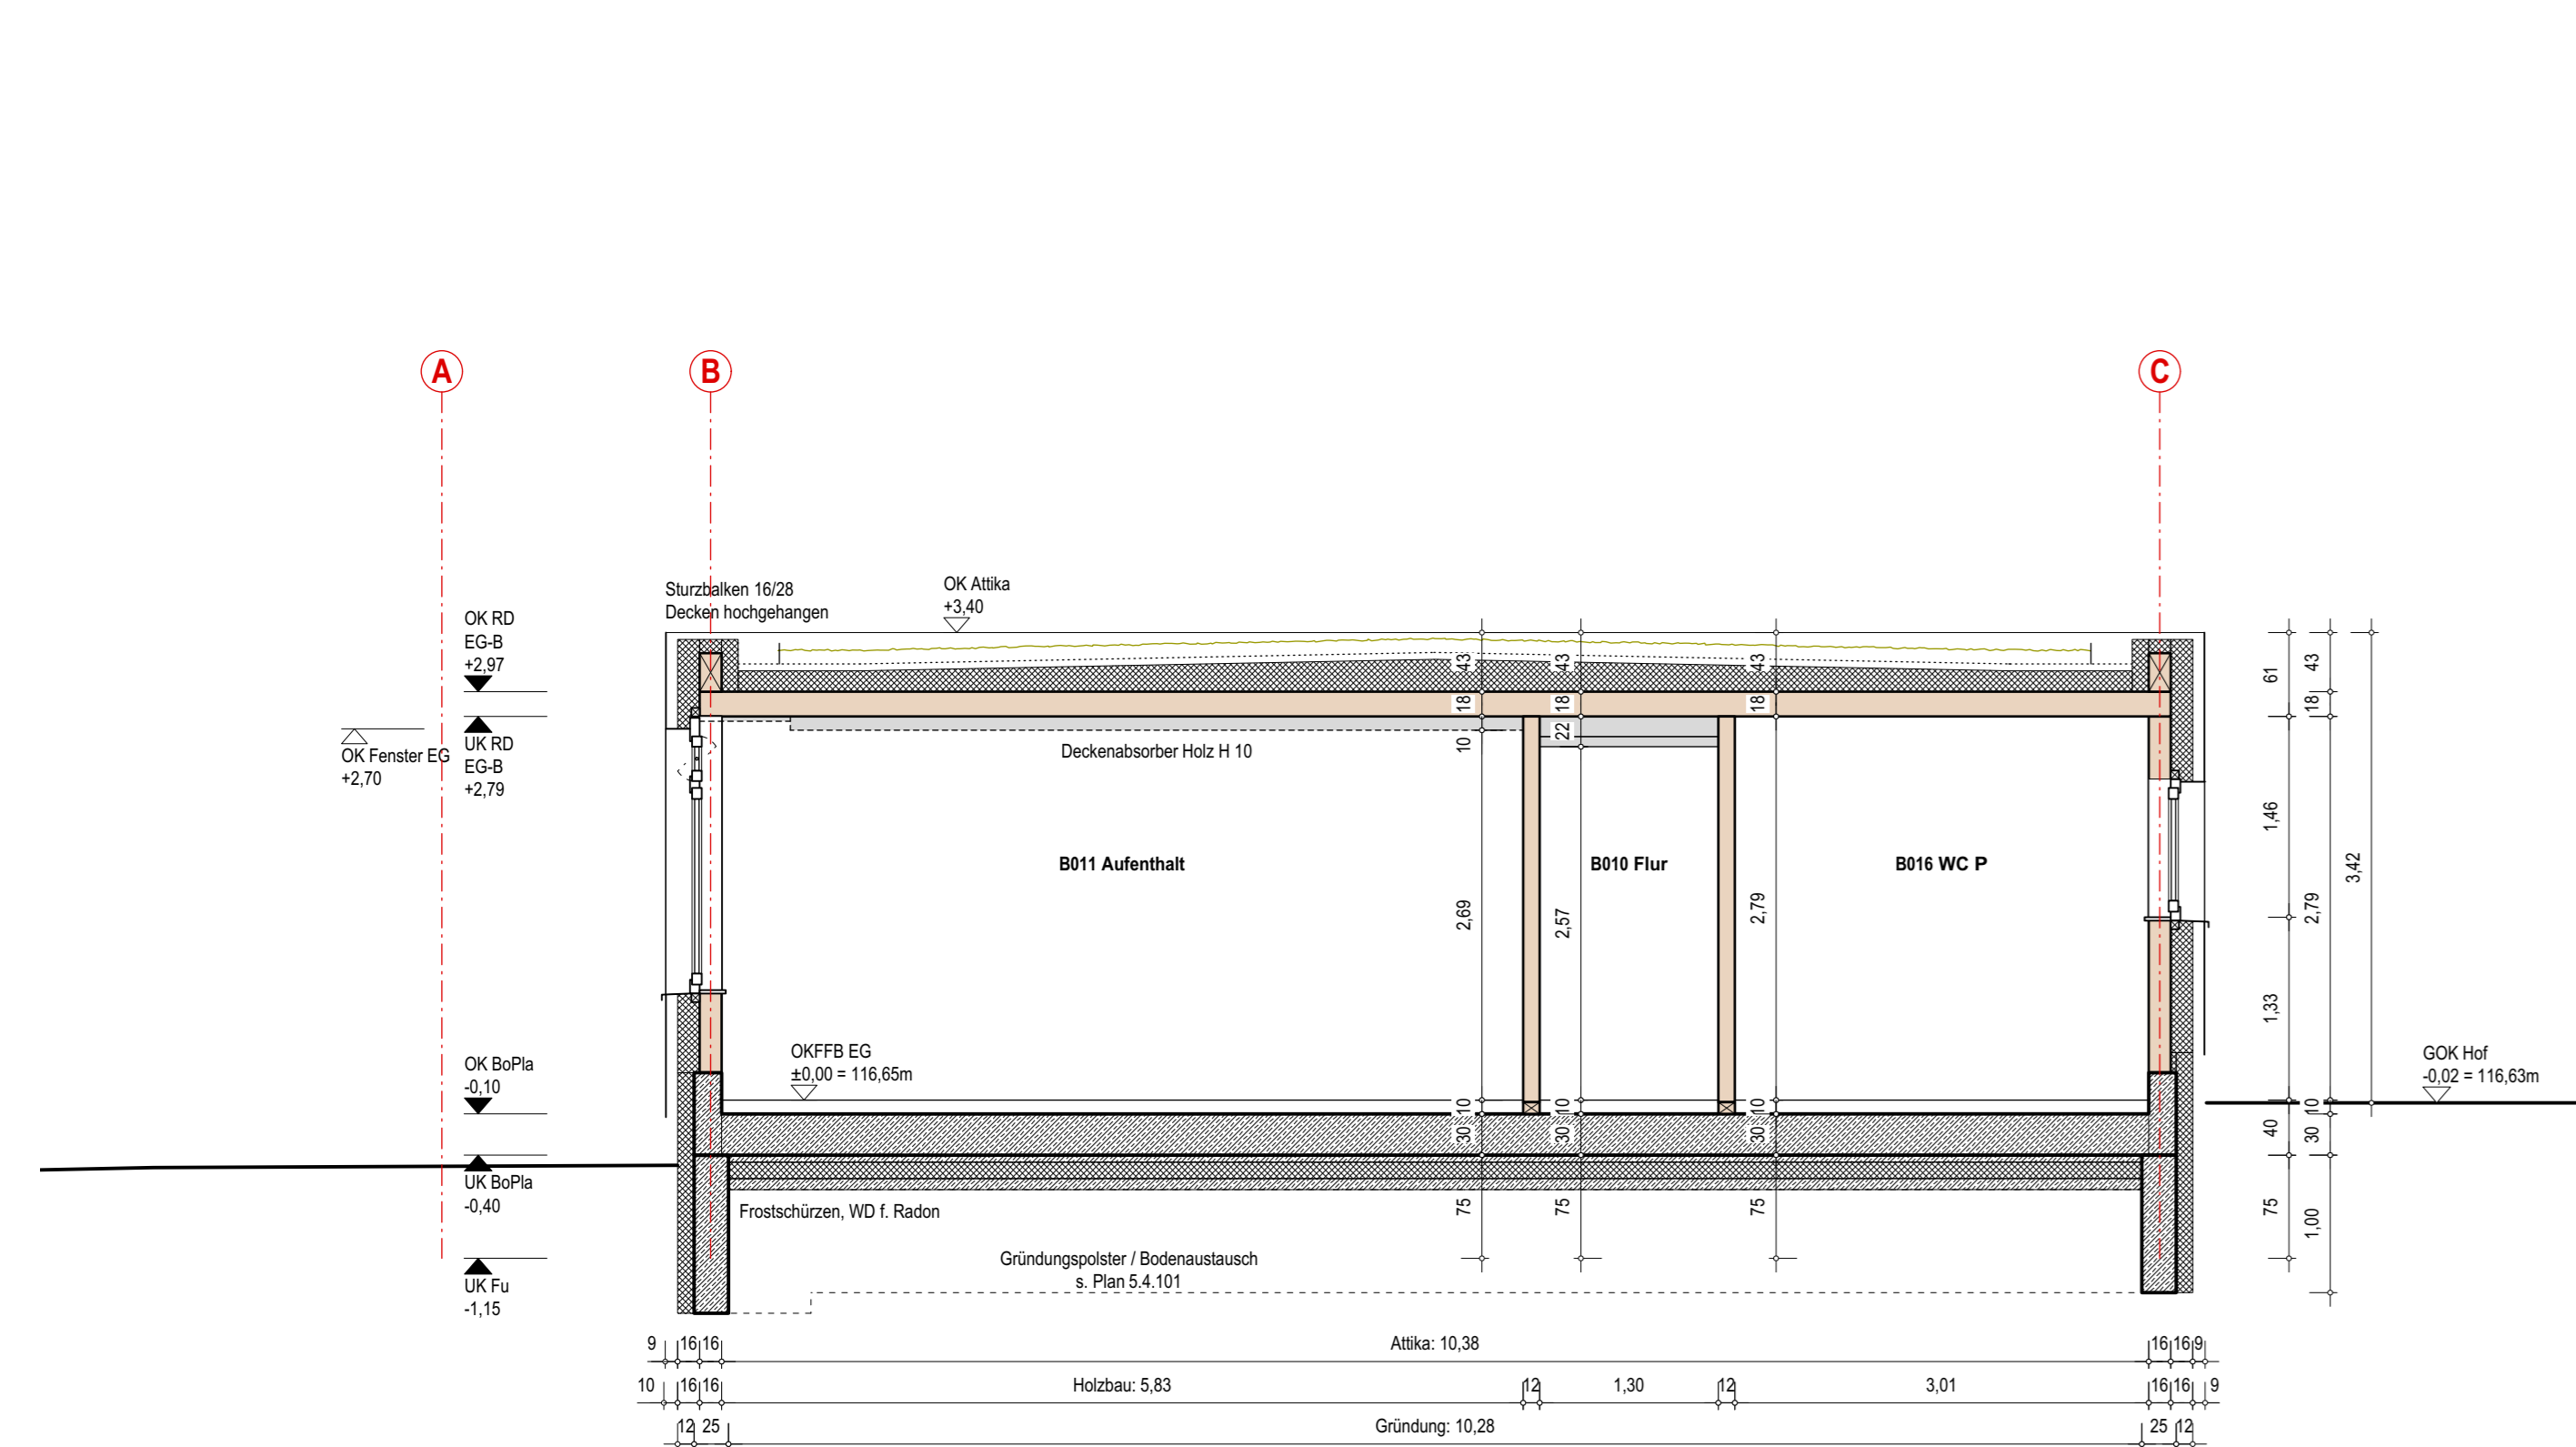 A
B
C
Sturzbalken 16/28
Decken hochgehangen
OK Attika
+3,40
OK RD
EG-B
+2,97
UK RD
EG-B
+2,79
OK Fenster EG
+2,70
43
43
43
18
18
18
10
22
Deckenabsorber Holz H 10
B011 Aufenthalt
B010 Flur
B016 WC P
2,69
2,57
2,79
61
43
18
1,46
3,42
2,79
1,33
OKFFB EG
±0,00 = 116,65m
GOK Hof
-0,02 = 116,63m
OK BoPla
-0,10
10
10
10
10
30
30
30
40
30
UK BoPla
-0,40
Frostschürzen, WD f. Radon
75
75
75
75
1,00
Gründungspolster / Bodenaustausch
s. Plan 5.4.101
UK Fu
-1,15
9 16 16 Attika: 10,38 16 16 9
10 16 16 Holzbau: 5,83 12 1,30 12 3,01 16 16 9
12 25 Gründung: 10,28 25 12